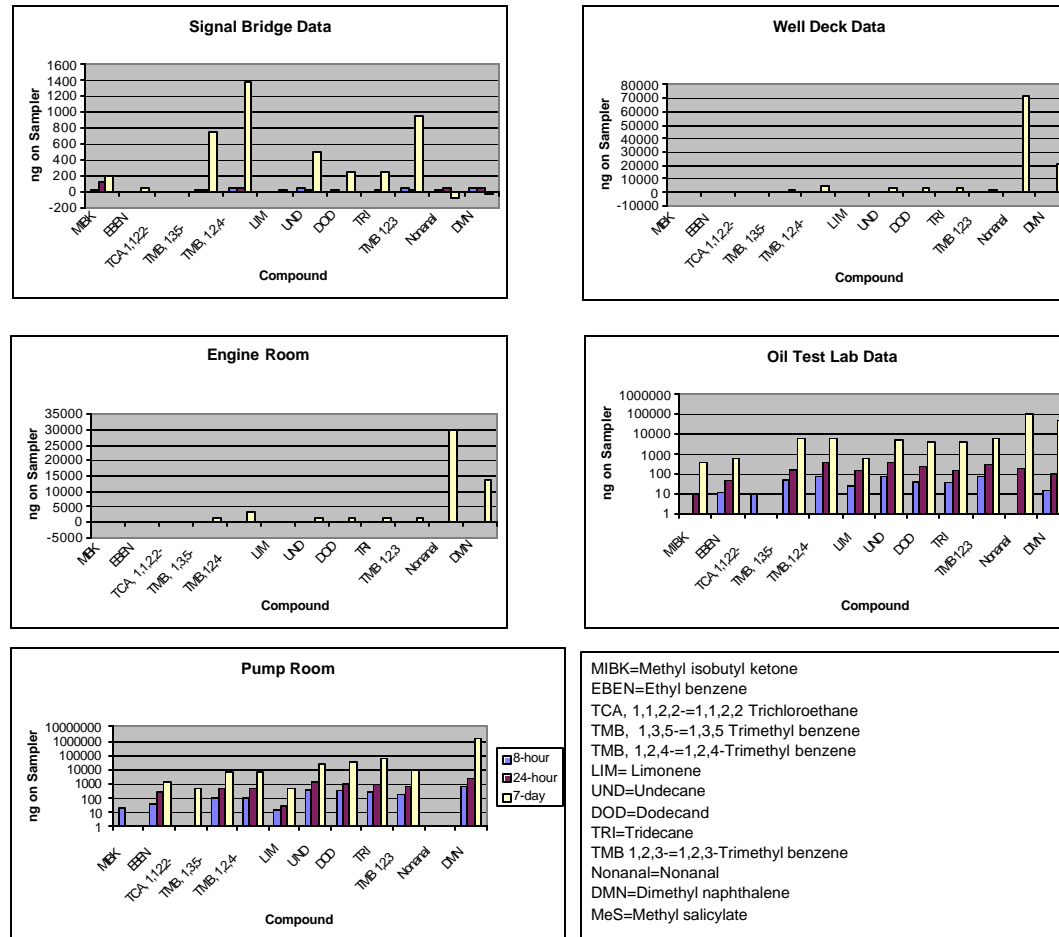 Signal Bridge Data
1600
1400
1200
1000
800
600
400
200
0
-200
ng on Sampler
MIBK
EBEN
TCA, 1,1,2,2-
TMB, 1,3,5-
TMB, 1,2,4-
LIM
UND
DOD
TRI
TMB, 1,2,3
Nonanal
DMN
Compound
Well Deck Data
80000
70000
60000
50000
40000
30000
20000
10000
0
-10000
ng on Sampler
MIBK
EBEN
TCA, 1,1,2,2-
TMB, 1,3,5-
TMB, 1,2,4-
LIM
UND
DOD
TRI
TMB 1,2,3
Nonanal
DMN
Compound
Engine Room
35000
30000
25000
20000
15000
10000
5000
0
-5000
ng on Sampler
MIBK
EBEN
TCA, 1,1,2,2-
TMB, 1,3,5-
TMB, 1,2,4-
LIM
UND
DOD
TRI
TMB 1,2,3
Nonanal
DMN
Compound
Oil Test Lab Data
1000000
100000
10000
1000
100
10
1
ng on Sampler
MIBK
EBEN
TCA, 1,1,2,2-
TMB, 1,3,5-
TMB, 1,2,4-
LIM
UND
DOD
TRI
TMB 1,2,3
Nonanal
DMN
Compound
Pump Room
10000000
1000000
100000
10000
1000
100
10
1
ng on Sampler
MIBK
EBEN
TCA, 1,1,2,2-
TMB, 1,3,5-
TMB, 1,2,4-
LIM
UND
DOD
TRI
TMB 1,2,3
Nonanal
DMN
Compound
8-hour
24-hour
7-day
MIBK=Methyl isobutyl ketone
EBEN=Ethyl benzene
TCA, 1,1,2,2-=1,1,2,2 Trichloroethane
TMB, 1,3,5-=1,3,5 Trimethyl benzene
TMB, 1,2,4-=1,2,4-Trimethyl benzene
LIM= Limonene
UND=Undecane
DOD=Dodecand
TRI=Tridecane
TMB 1,2,3-=1,2,3-Trimethyl benzene
Nonanal=Nonanal
DMN=Dimethyl naphthalene
MeS=Methyl salicylate